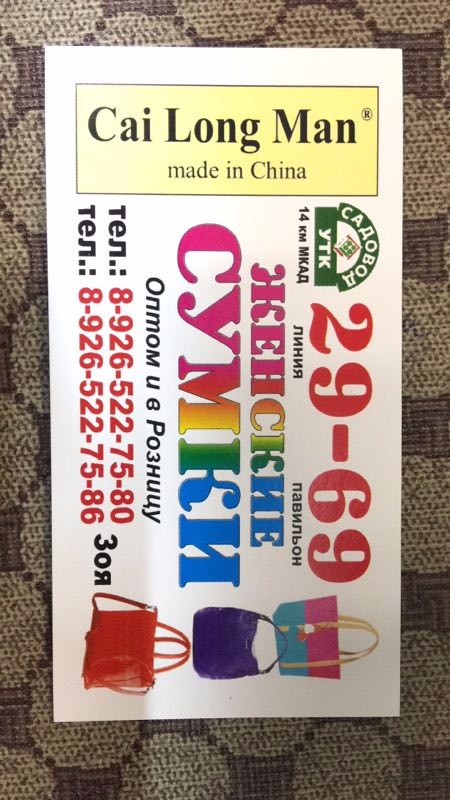 Cai Long Man®
made in China
САДОВОД
УТК
14 км МКАД
29-69
линия павильон
ЖЕНСКИЕ
СУМКИ
Оптом и в Розницу
тел.: 8-926-522-75-80
тел.: 8-926-522-75-86 Зоя